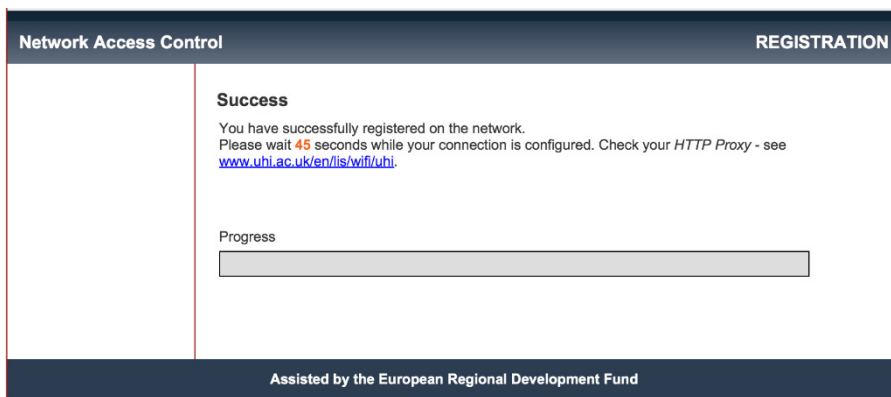 Network Access Control
REGISTRATION
Success
You have successfully registered on the network.
Please wait 45 seconds while your connection is configured. Check your HTTP Proxy - see
www.uhi.ac.uk/en/lis/wifi/uhi.
Progress
Assisted by the European Regional Development Fund